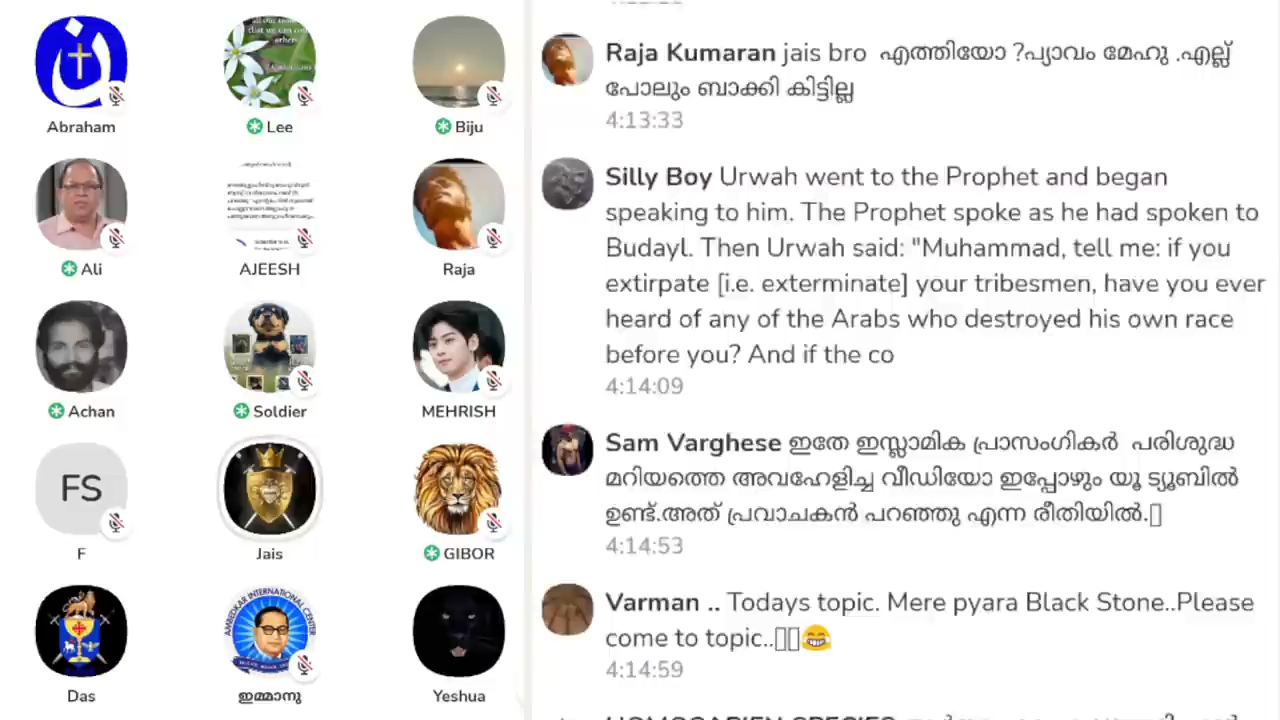 Abraham
Lee
Biju
Ali
AJEESH
Raja
Achan
Soldier
MEHRISH
FS
F
Jais
GIBOR
AMBEDKAR INTERNATIONAL CENTER
Das
ഇമ്മാനു
Yeshua
Raja Kumaran jais bro എത്തിയോ ?പ്യാവം മേഹു .എല്ല്
പോലും ബാക്കി കിട്ടില്ല
4:13:33
Silly Boy Urwah went to the Prophet and began
speaking to him. The Prophet spoke as he had spoken to
Budayl. Then Urwah said: "Muhammad, tell me: if you
extirpate [i.e. exterminate] your tribesmen, have you ever
heard of any of the Arabs who destroyed his own race
before you? And if the co
4:14:09
Sam Varghese ഇതേ ഇസ്ലാമിക പ്രാസംഗികർ പരിശുദ്ധ
മറിയത്തെ അവഹേളിച്ച വീഡിയോ ഇപ്പോഴും യൂ ട്യൂബിൽ
ഉണ്ട്.അത് പ്രവാചകൻ പറഞ്ഞു എന്ന രീതിയിൽ.
4:14:53
Varman .. Todays topic. Mere pyara Black Stone..Please
come to topic..😂
4:14:59